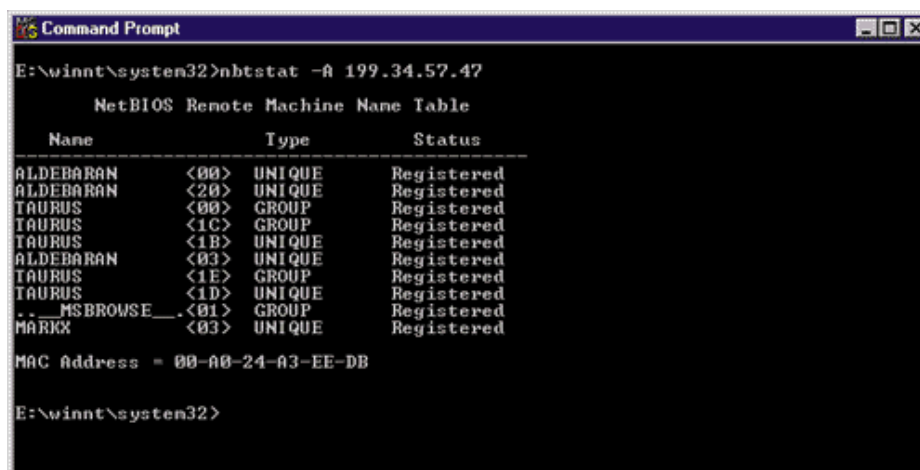 Command Prompt
E:\winnt\system32>nbtstat -A 199.34.57.47
NetBIOS Remote Machine Name Table
Name Type Status
---------------------------------------------
ALDEBARAN <00> UNIQUE Registered
ALDEBARAN <20> UNIQUE Registered
TAURUS <00> GROUP Registered
TAURUS <1C> GROUP Registered
TAURUS <1B> UNIQUE Registered
ALDEBARAN <03> UNIQUE Registered
TAURUS <1E> GROUP Registered
TAURUS <1D> UNIQUE Registered
..__MSBROWSE__.<01> GROUP Registered
MARKX <03> UNIQUE Registered
MAC Address = 00-A0-24-A3-EE-DB
E:\winnt\system32>